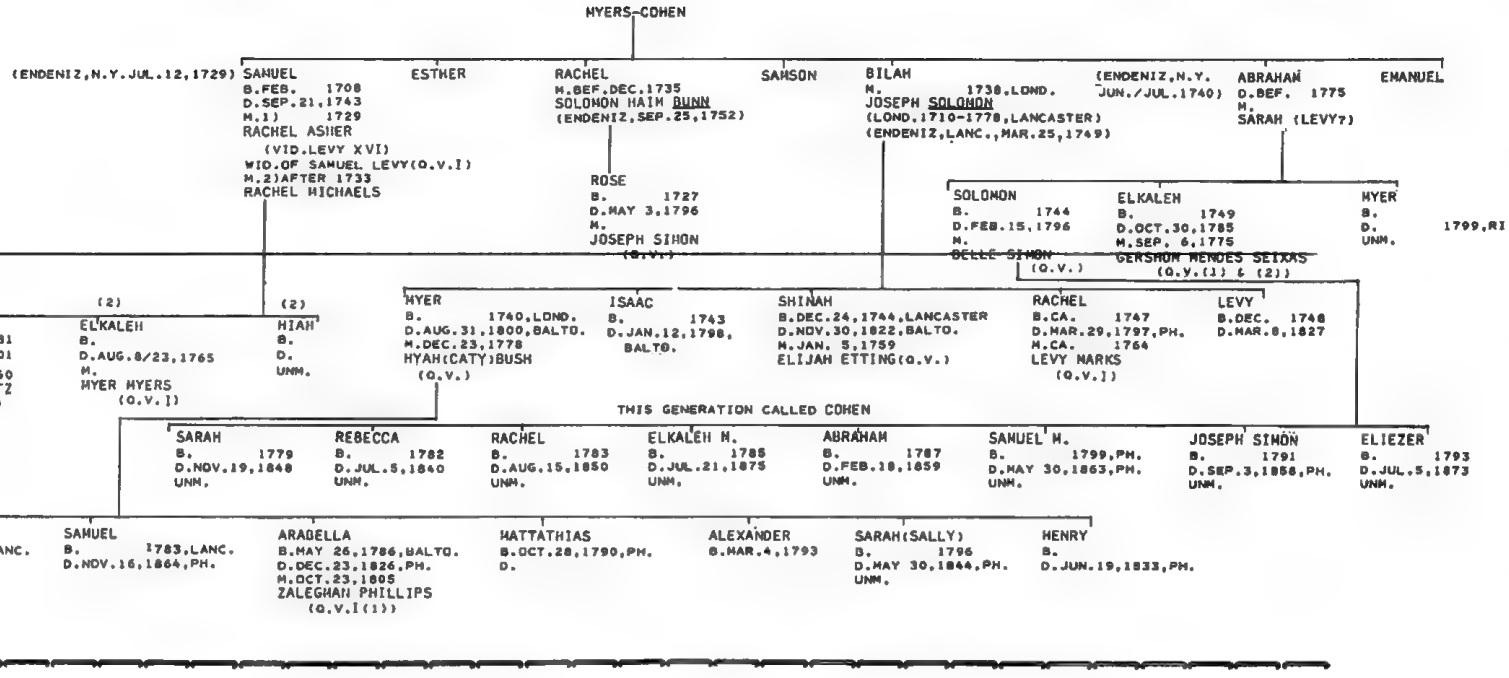 MYERS-COHEN
(ENDENIZ,N.Y.JUL.12,1729)
SAMUEL
B.FEB. 1708
D.SEP.21,1743
M.1) 1729
RACHEL ASHER
(VID.LEVY XVI)
WID.OF SAMUEL LEVY(Q.V.I)
M.2)AFTER 1733
RACHEL MICHAELS
ESTHER
RACHEL
M.BEF.DEC.1735
SOLOMON HAIM BUNN
(ENDENIZ,SEP.25,1752)
SAMSON
BILAH
M. 1738,LOND.
JOSEPH SOLOMON
(LOND.1710-1778,LANCASTER)
(ENDENIZ,LANC.,MAR.25,1749)
(ENDENIZ,N.Y.
JUN./JUL.1740)
ABRAHAM
D.BEF. 1775
M.
SARAH (LEVY?)
EMANUEL
ROSE
B. 1727
D.MAY 3,1796
M.
JOSEPH SIMON
(Q.V.)
SOLOMON
B. 1744
D.FEB.15,1796
M.
BELLE SIMON
(Q.V.)
ELKALEH
B. 1749
D.OCT.30,1785
M.SEP. 6,1775
GERSHOM MENDES SEIXAS
(Q.V.(1) & (2))
MYER
B.
D. 1799,RI
UNM.
(2)
ELKALEH
B.
D.AUG.8/23,1765
M.
MYER MYERS
(Q.V.I)
(2)
HIAH
B.
D.
UNM.
MYER
B. 1740,LOND.
D.AUG.31,1800,BALTO.
M.DEC.23,1778
HYAH(CATY)BUSH
(Q.V.)
ISAAC
B. 1743
D.JAN.12,1798,
BALTO.
SHINAH
B.DEC.24,1744,LANCASTER
D.NOV.30,1822,BALTO.
M.JAN. 5,1759
ELIJAH ETTING(Q.V.)
RACHEL
B.CA. 1747
D.MAR.29,1797,PH.
M.CA. 1764
LEVY MARKS
(Q.V.I)
LEVY
B.DEC. 1748
D.MAR.8,1827
THIS GENERATION CALLED COHEN
SARAH
B. 1779
D.NOV.19,1848
UNM.
REBECCA
B. 1782
D.JUL.5,1840
UNM.
RACHEL
B. 1783
D.AUG.15,1850
UNM.
ELKALEH M.
B. 1785
D.JUL.21,1875
UNM.
ABRAHAM
B. 1787
D.FEB.18,1859
UNM.
SAMUEL M.
B. 1799,PH.
D.MAY 30,1863,PH.
UNM.
JOSEPH SIMON
B. 1791
D.SEP.3,1858,PH.
UNM.
ELIEZER
B. 1793
D.JUL.5,1873
UNM.
ANC.
SAMUEL
B. 1783,LANC.
D.NOV.16,1864,PH.
ARABELLA
B.MAY 26,1786,BALTO.
D.DEC.23,1826,PH.
M.OCT.23,1805
ZALEGMAN PHILLIPS
(Q.V.I(1))
MATTATHIAS
B.OCT.28,1790,PH.
D.
ALEXANDER
B.MAR.4,1793
SARAH(SALLY)
B. 1796
D.MAY 30,1844,PH.
UNM.
HENRY
B.
D.JUN.19,1833,PH.